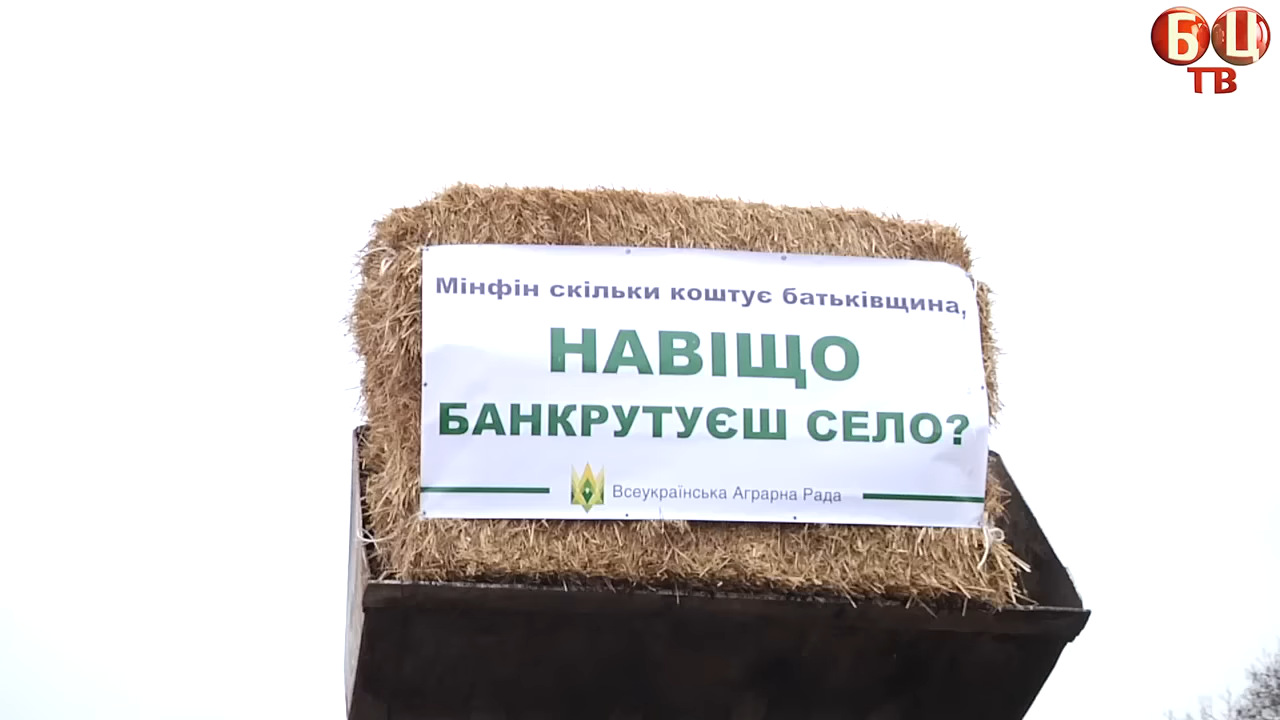 БЦ
ТВ
Мінфін скільки коштує батьківщина,
НАВІЩО
БАНКРУТУЄШ СЕЛО?
Всеукраїнська Аграрна Рада